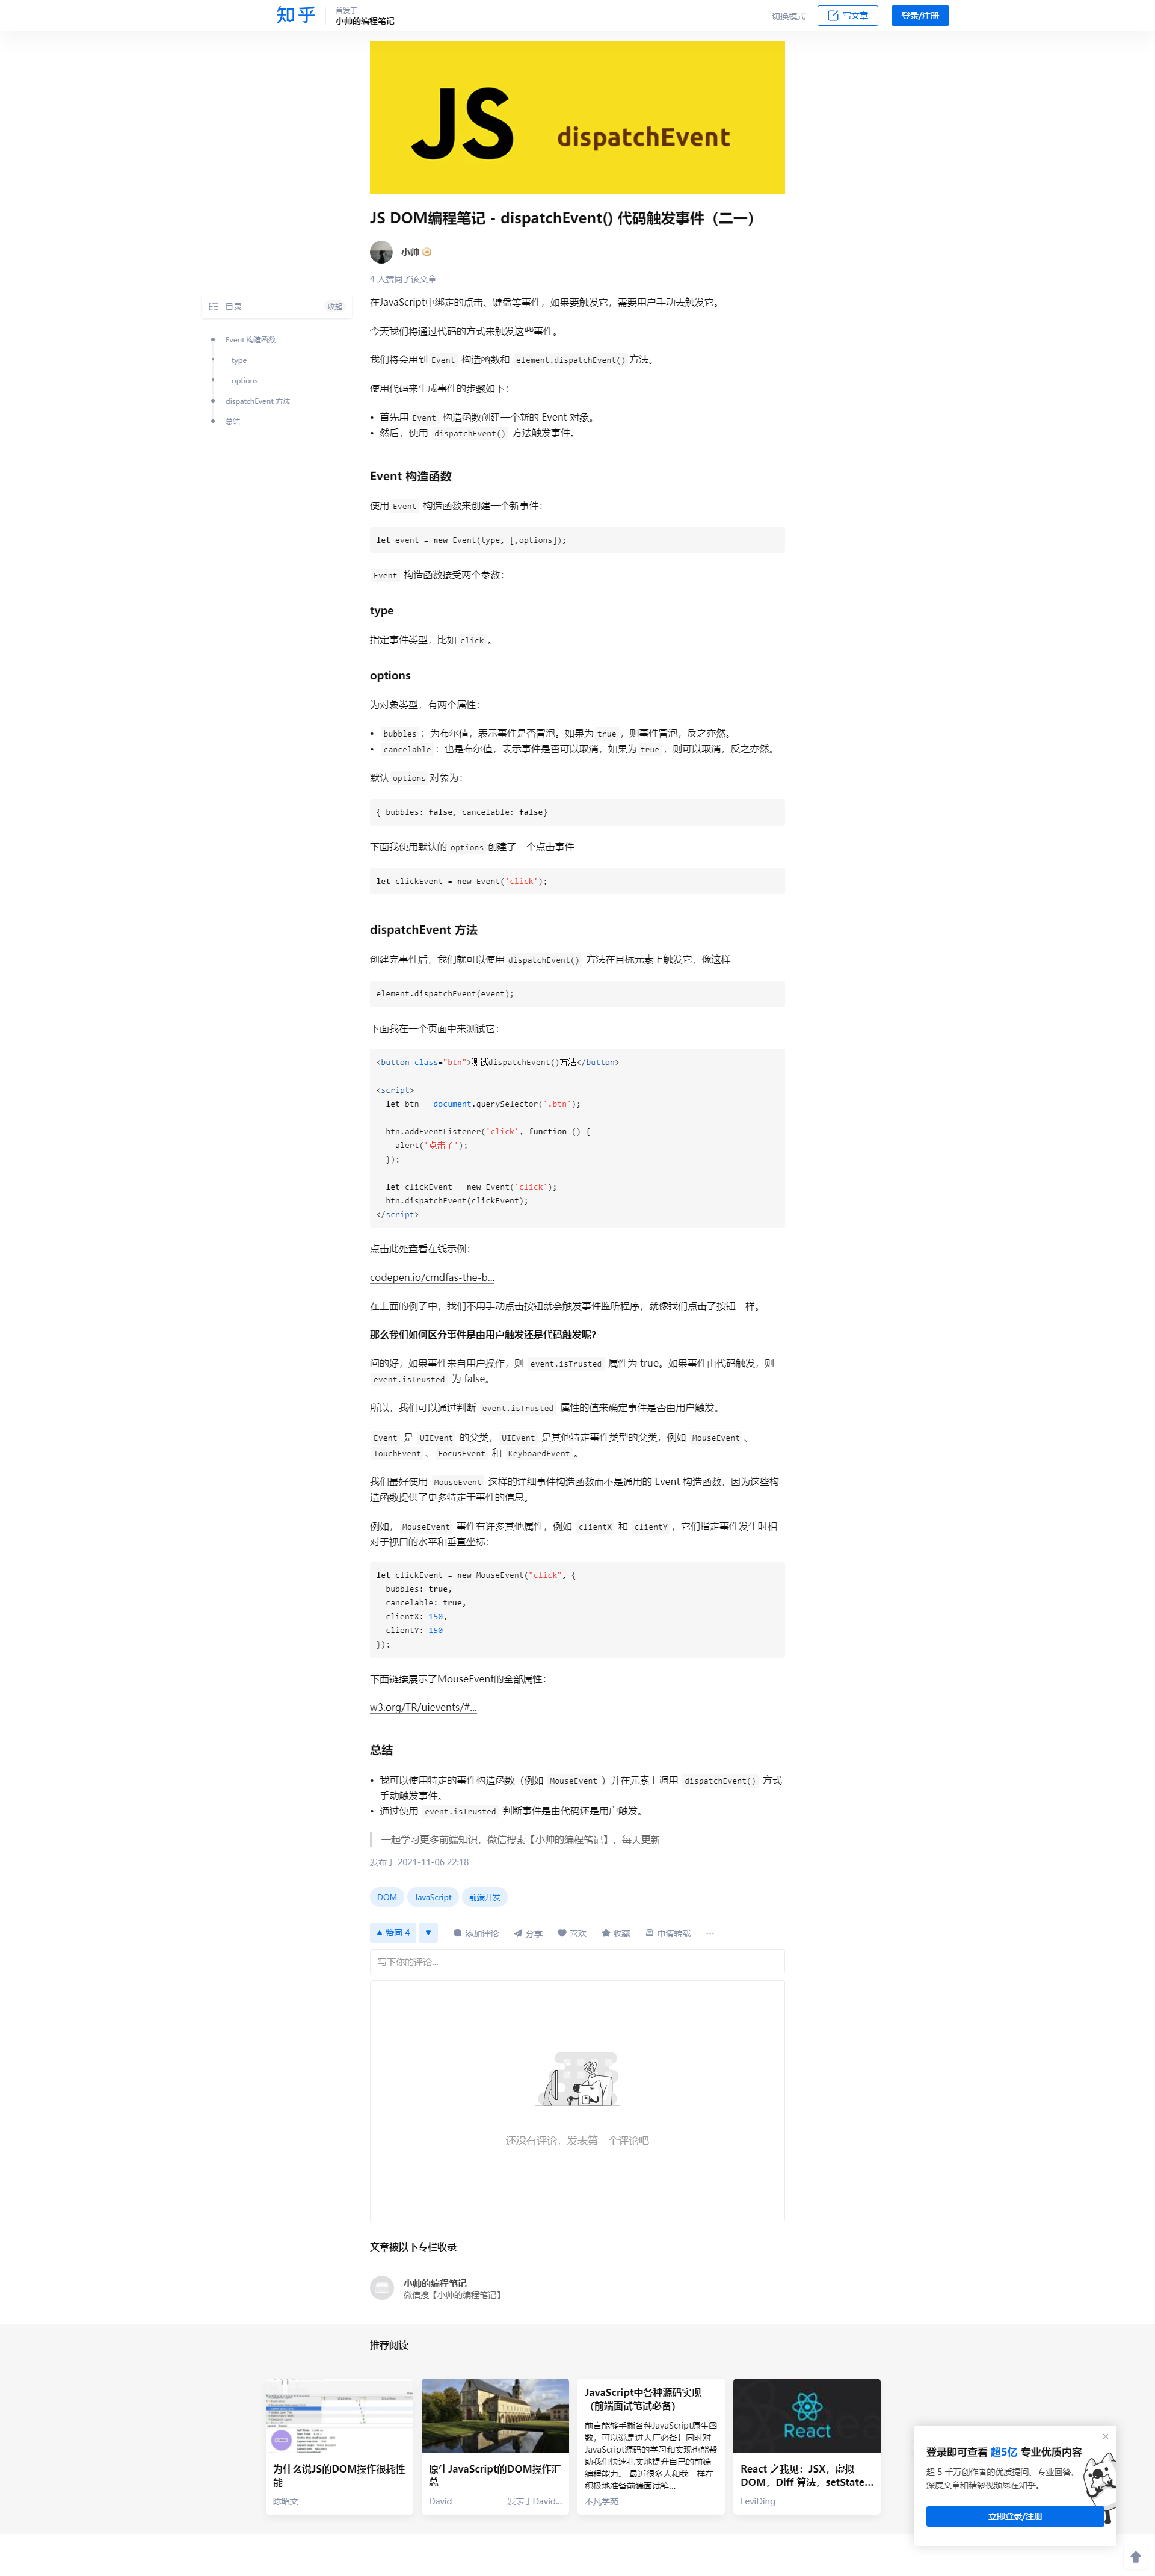 知乎
首发于
小帅的编程笔记
切换模式
写文章
登录/注册
JS
dispatchEvent
JS DOM编程笔记 - dispatchEvent() 代码触发事件（二一）
小帅
4 人赞同了该文章
目录
收起
Event 构造函数
type
options
dispatchEvent 方法
总结
在JavaScript中绑定的点击、键盘等事件，如果要触发它，需要用户手动去触发它。
今天我们将通过代码的方式来触发这些事件。
我们将会用到 Event 构造函数和 element.dispatchEvent() 方法。
使用代码来生成事件的步骤如下：
• 首先用 Event 构造函数创建一个新的 Event 对象。
• 然后，使用 dispatchEvent() 方法触发事件。
Event 构造函数
使用 Event 构造函数来创建一个新事件：
let event = new Event(type, [,options]);
Event 构造函数接受两个参数：
type
指定事件类型，比如 click 。
options
为对象类型，有两个属性：
• bubbles ：为布尔值，表示事件是否冒泡。如果为 true ，则事件冒泡，反之亦然。
• cancelable ：也是布尔值，表示事件是否可以取消，如果为 true ，则可以取消，反之亦然。
默认 options 对象为：
{ bubbles: false, cancelable: false}
下面我使用默认的 options 创建了一个点击事件
let clickEvent = new Event('click');
dispatchEvent 方法
创建完事件后，我们就可以使用 dispatchEvent() 方法在目标元素上触发它，像这样
element.dispatchEvent(event);
下面我在一个页面中来测试它：
<button class="btn">测试dispatchEvent()方法</button>
<script>
let btn = document.querySelector('.btn');
btn.addEventListener('click', function () {
alert('点击了');
});
let clickEvent = new Event('click');
btn.dispatchEvent(clickEvent);
</script>
点击此处查看在线示例：
codepen.io/cmdfas-the-b...
在上面的例子中，我们不用手动点击按钮就会触发事件监听程序，就像我们点击了按钮一样。
那么我们如何区分事件是由用户触发还是代码触发呢？
问的好，如果事件来自用户操作，则 event.isTrusted 属性为 true。如果事件由代码触发，则
event.isTrusted 为 false。
所以，我们可以通过判断 event.isTrusted 属性的值来确定事件是否由用户触发。
Event 是 UIEvent 的父类， UIEvent 是其他特定事件类型的父类，例如 MouseEvent 、
TouchEvent 、 FocusEvent 和 KeyboardEvent 。
我们最好使用 MouseEvent 这样的详细事件构造函数而不是通用的 Event 构造函数，因为这些构
造函数提供了更多特定于事件的信息。
例如， MouseEvent 事件有许多其他属性，例如 clientX 和 clientY ，它们指定事件发生时相
对于视口的水平和垂直坐标：
let clickEvent = new MouseEvent("click", {
bubbles: true,
cancelable: true,
clientX: 150,
clientY: 150
});
下面链接展示了MouseEvent的全部属性：
w3.org/TR/uievents/#...
总结
• 我可以使用特定的事件构造函数（例如 MouseEvent ）并在元素上调用 dispatchEvent() 方式
手动触发事件。
• 通过使用 event.isTrusted 判断事件是由代码还是用户触发。
一起学习更多前端知识，微信搜索【小帅的编程笔记】，每天更新
发布于 2021-11-06 22:18
DOM JavaScript 前端开发
赞同 4
添加评论
分享
喜欢
收藏
申请转载
写下你的评论...
还没有评论，发表第一个评论吧
文章被以下专栏收录
小帅的编程笔记
微信搜【小帅的编程笔记】
推荐阅读
为什么说JS的DOM操作很耗性
能
陈昭文
原生JavaScript的DOM操作汇
总
David
发表于David...
JavaScript中各种源码实现
（前端面试笔试必备）
前言能够手撕各种JavaScript原生函
数，可以说是进大厂必备！同时对
JavaScript源码的学习和实现也能帮
助我们快速扎实地提升自己的前端
编程能力。 最近很多人和我一样在
积极地准备前端面试笔...
不凡学苑
React
React 之我见：JSX，虚拟
DOM，Diff 算法，setState...
LeviDing
登录即可查看 超5亿 专业优质内容
超 5 千万创作者的优质提问、专业回答、
深度文章和精彩视频尽在知乎。
立即登录/注册